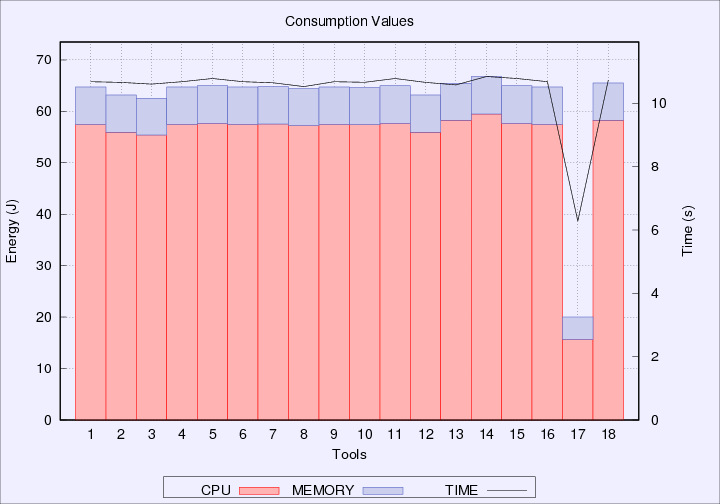 Consumption Values
70
60
50
40
30
20
10
0
Energy (J)
10
8
6
4
2
0
Time (s)
1 2 3 4 5 6 7 8 9 10 11 12 13 14 15 16 17 18
Tools
CPU MEMORY TIME